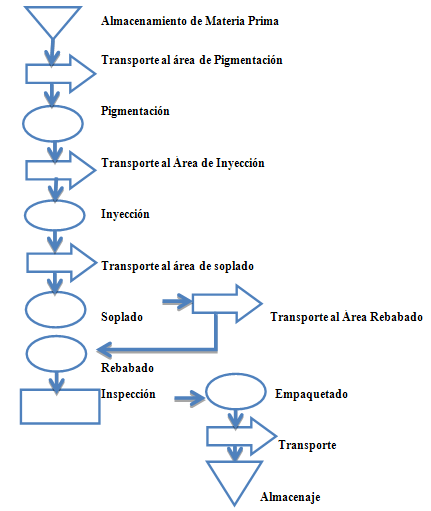 Almacenamiento de Materia Prima
Transporte al área de Pigmentación
Pigmentación
Transporte al Área de Inyección
Inyección
Transporte al área de soplado
Soplado
Transporte al Área Rebabado
Rebabado
Inspección
Empaquetado
Transporte
Almacenaje